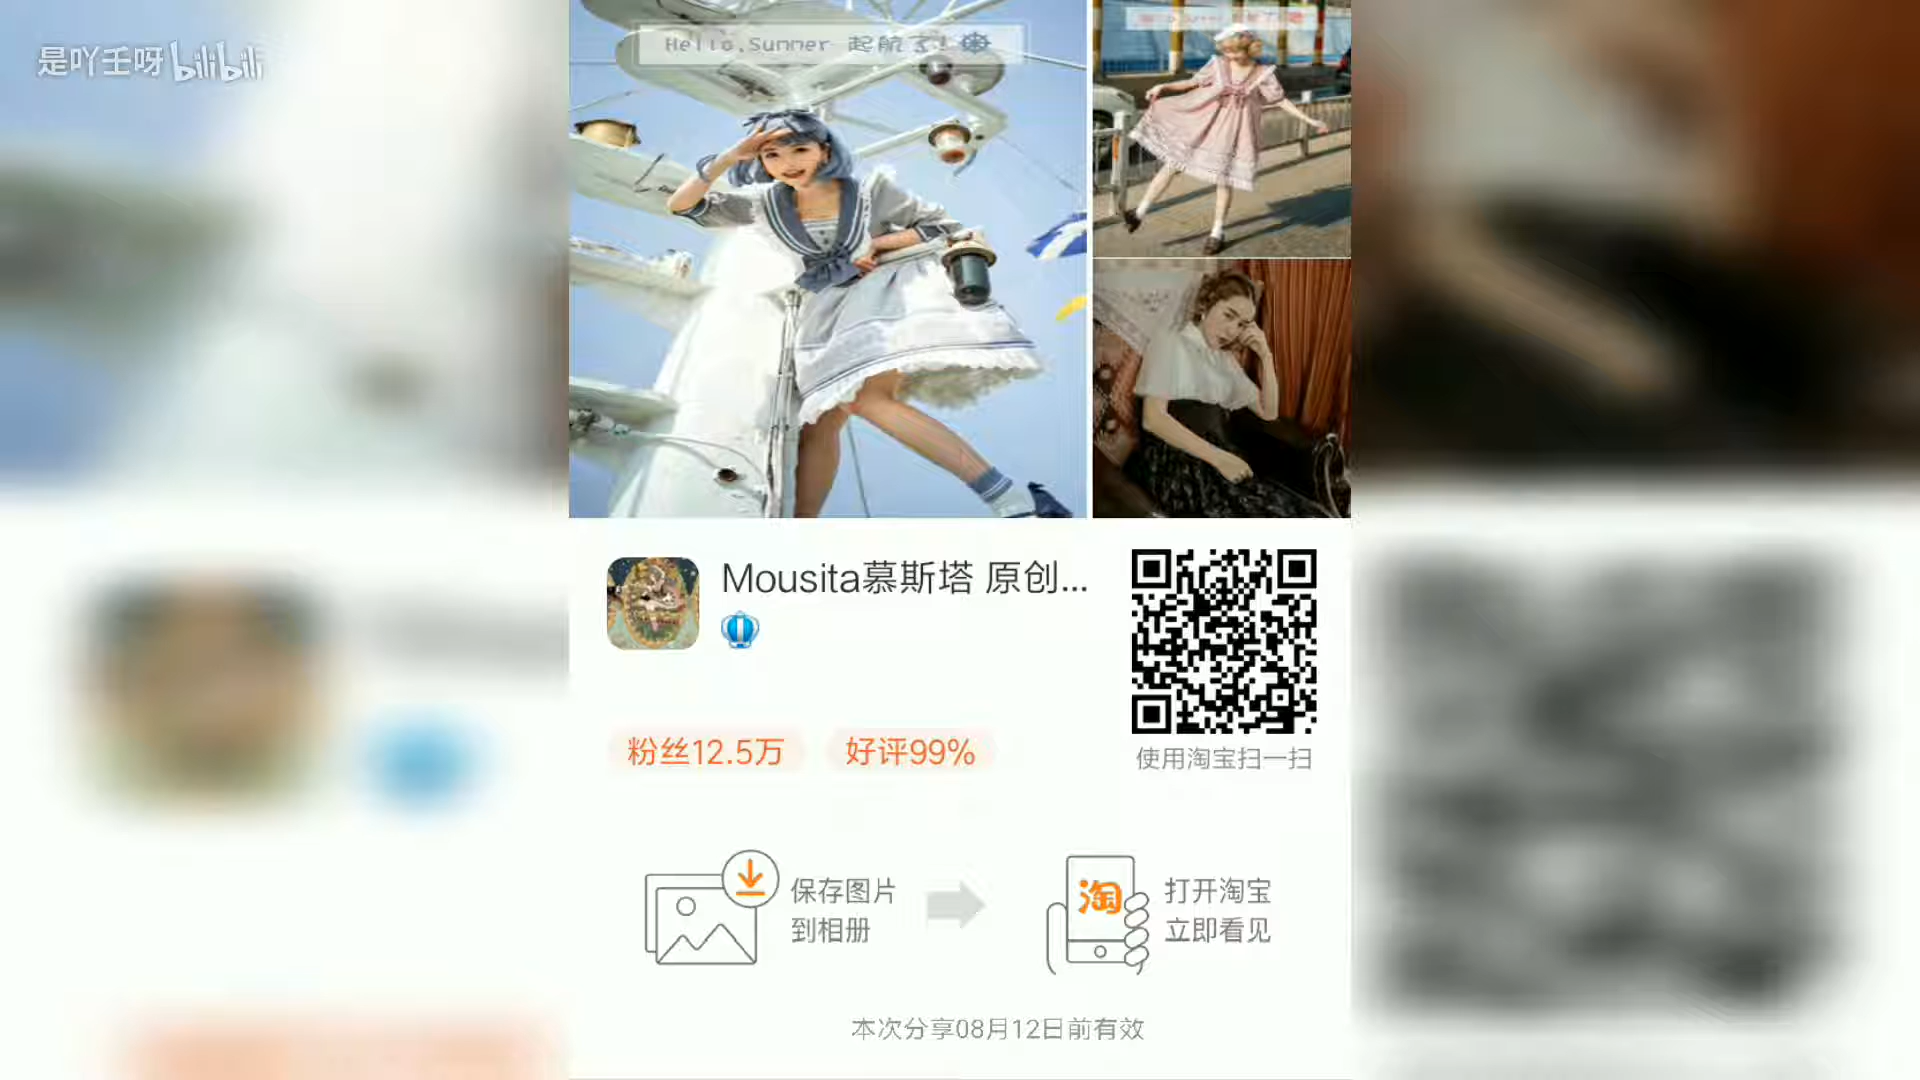 是吖壬呀 bilibili
Hello,Summer 起航了!
Mousita慕斯塔 原创...
粉丝12.5万
好评99%
使用淘宝扫一扫
保存图片
到相册
淘
打开淘宝
立即看见
本次分享08月12日前有效